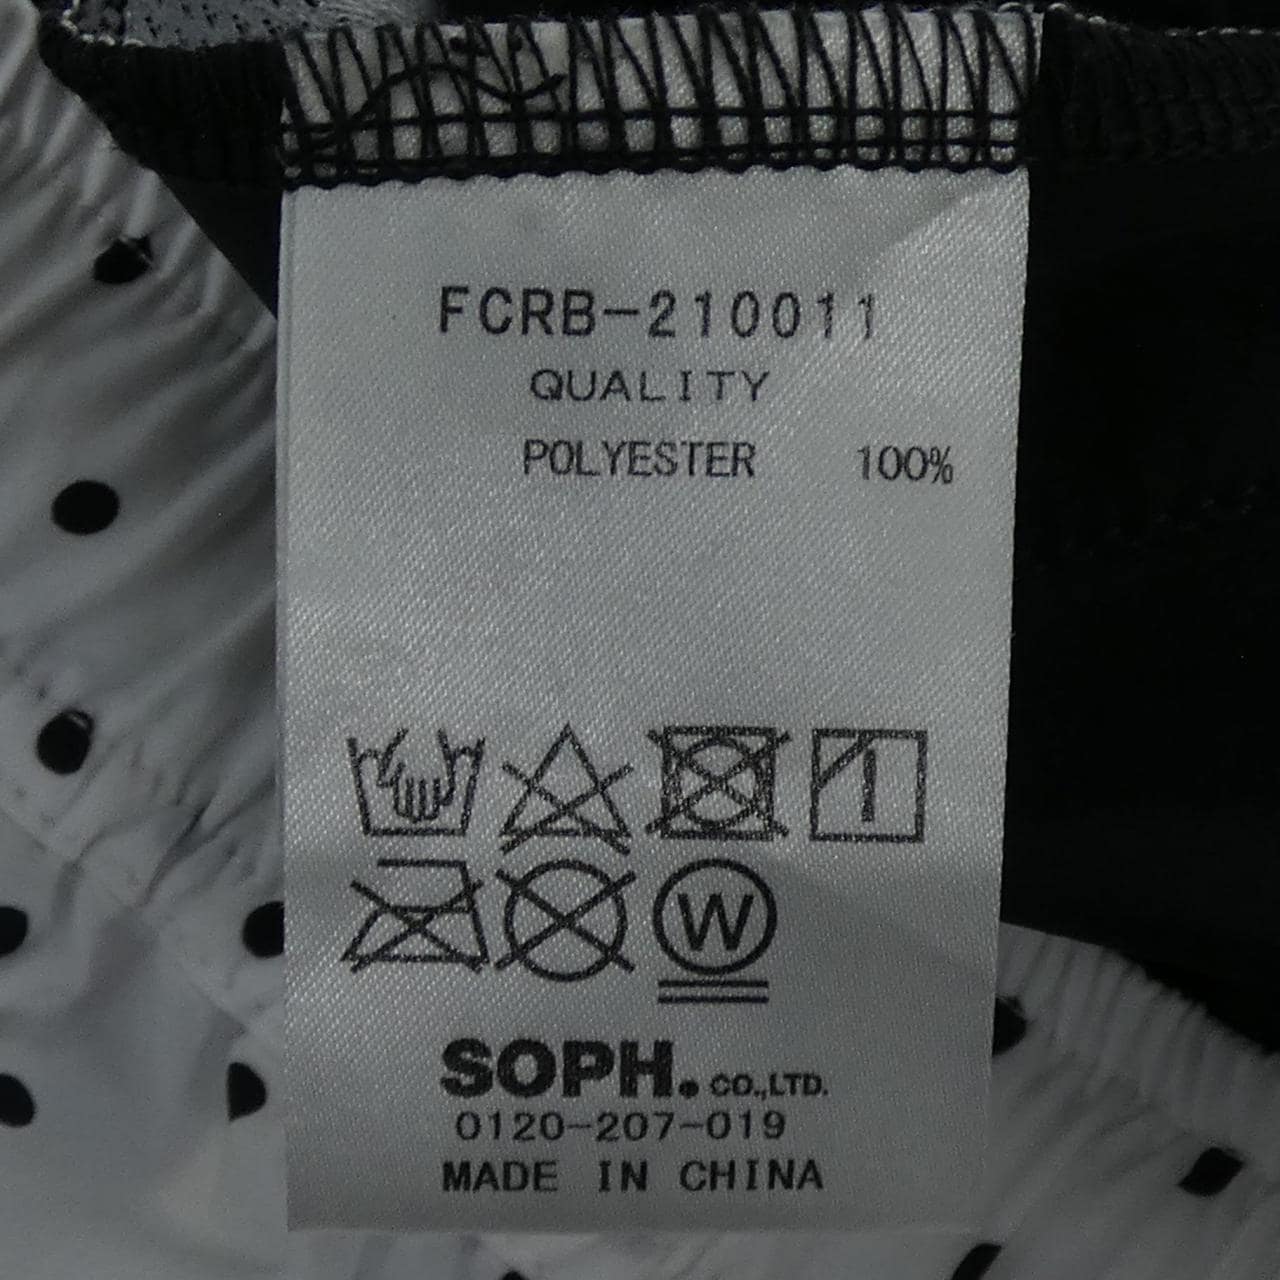 FCRB-210011
QUALITY
POLYESTER 100%
W
SOPH. CO.,LTD.
0120-207-019
MADE IN CHINA